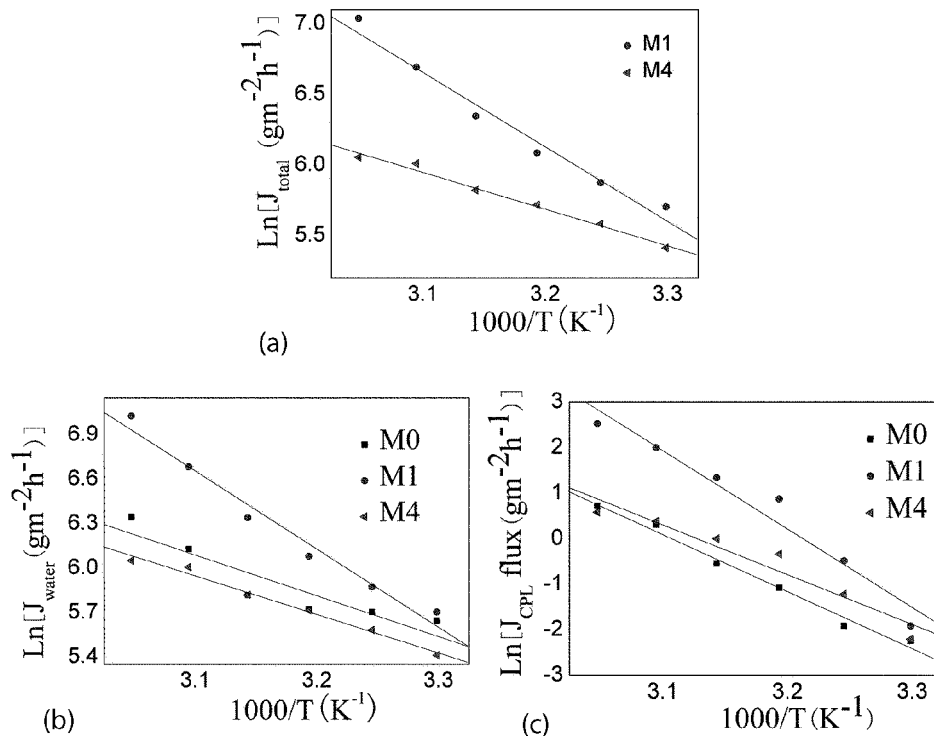 7.0
6.5
6.0
5.5
Ln[J_total (gm⁻²h⁻¹)]
M1
M4
3.1 3.2 3.3
1000/T (K⁻¹)
(a)
6.9
6.6
6.3
6.0
5.7
5.4
Ln[J_water (gm⁻²h⁻¹)]
M0
M1
M4
3.1 3.2 3.3
1000/T (K⁻¹)
(b)
3
2
1
0
-1
-2
-3
Ln[J_CPL flux (gm⁻²h⁻¹)]
M0
M1
M4
3.1 3.2 3.3
1000/T (K⁻¹)
(c)